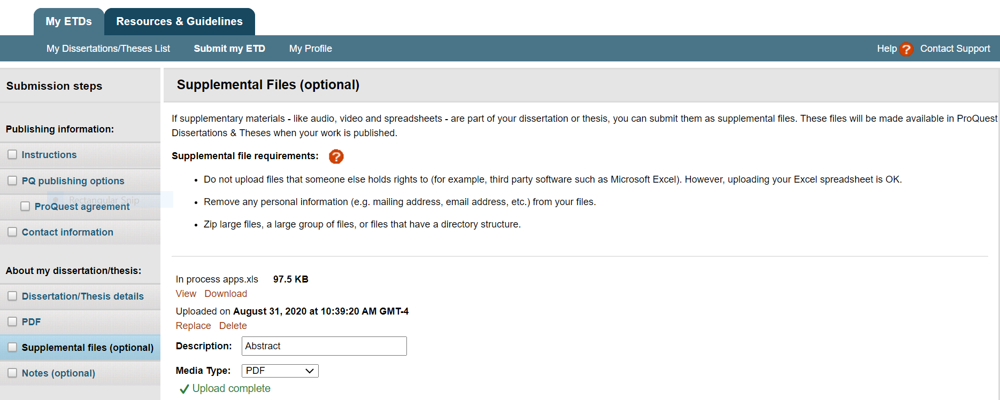 My ETDs
Resources & Guidelines
My Dissertations/Theses List
Submit my ETD
My Profile
Help ?
Contact Support
Submission steps
Publishing information:
Instructions
PQ publishing options
Rectangular Snip
ProQuest agreement
Contact information
About my dissertation/thesis:
Dissertation/Thesis details
PDF
Supplemental files (optional)
Notes (optional)
Supplemental Files (optional)
If supplementary materials - like audio, video and spreadsheets - are part of your dissertation or thesis, you can submit them as supplemental files. These files will be made available in ProQuest
Dissertations & Theses when your work is published.
Supplemental file requirements: ?
• Do not upload files that someone else holds rights to (for example, third party software such as Microsoft Excel). However, uploading your Excel spreadsheet is OK.
• Remove any personal information (e.g. mailing address, email address, etc.) from your files.
• Zip large files, a large group of files, or files that have a directory structure.
In process apps.xls 97.5 KB
View Download
Uploaded on August 31, 2020 at 10:39:20 AM GMT-4
Replace Delete
Description: Abstract
Media Type: PDF
Upload complete